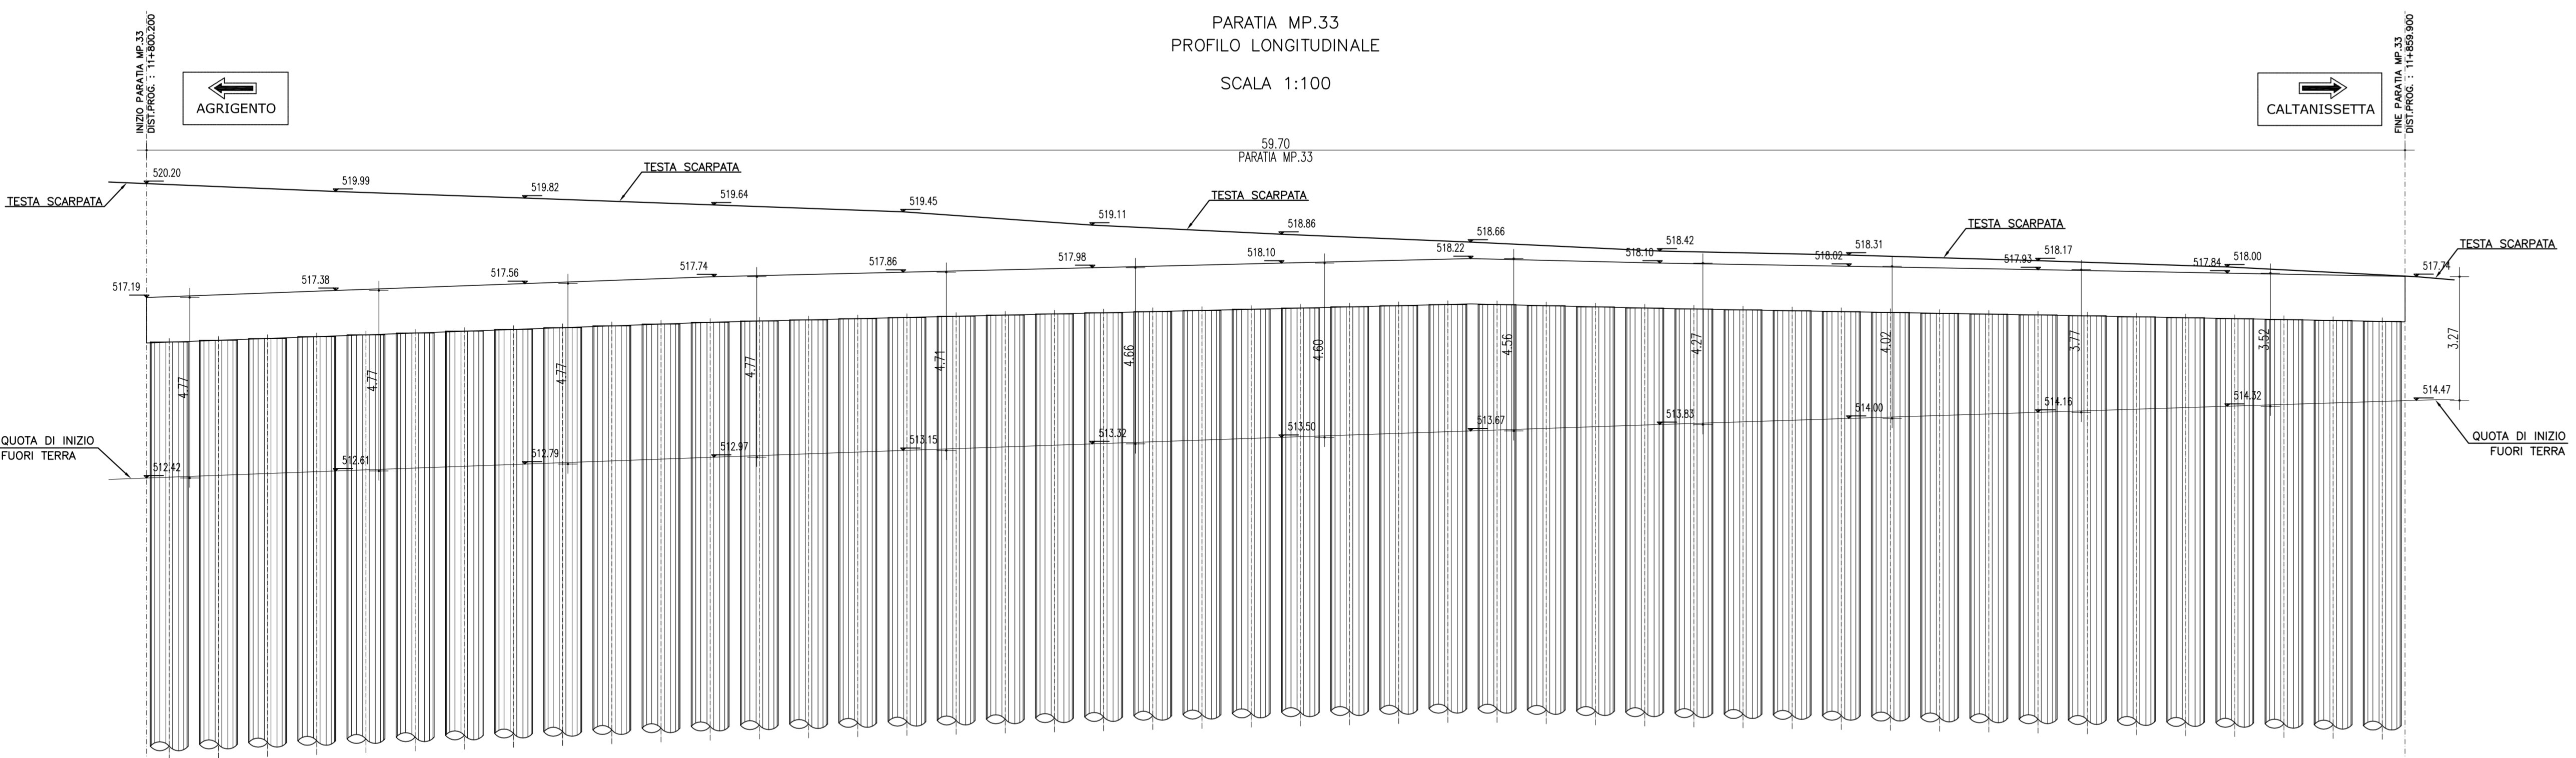 PARATIA MP.33
PROFILO LONGITUDINALE
SCALA 1:100
INIZIO PARATIA MP.33
DIST.PROG. : 11+800.200
AGRIGENTO
CALTANISSETTA
FINE PARATIA MP.33
DIST.PROG. : 11+859.900
59.70
PARATIA MP.33
TESTA SCARPATA
TESTA SCARPATA
TESTA SCARPATA
TESTA SCARPATA
TESTA SCARPATA
520.20
519.99
519.82
519.64
519.45
519.11
518.86
518.66
518.42
518.31
518.17
518.00
517.74
517.19
517.38
517.56
517.74
517.86
517.98
518.10
518.22
518.10
518.02
517.93
517.84
4.77
4.77
4.77
4.77
4.71
4.66
4.60
4.56
4.27
4.02
3.77
3.52
3.27
QUOTA DI INIZIO
FUORI TERRA
512.42
512.61
512.79
512.97
513.15
513.32
513.50
513.67
513.83
514.00
514.16
514.32
514.47
QUOTA DI INIZIO
FUORI TERRA